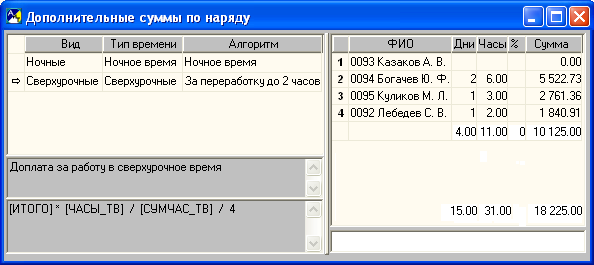 Дополнительные суммы по наряду
Вид Тип времени Алгоритм
Ночные Ночное время Ночное время
Сверхурочные Сверхурочные За переработку до 2 часов
Доплата за работу в сверхурочное время
[ИТОГО] * [ЧАСЫ_ТВ] / [СУМЧАС_ТВ] / 4
ФИО Дни Часы % Сумма
1 0093 Казаков А. В. 0.00
2 0094 Богачев Ю. Ф. 2 6.00 5 522.73
3 0095 Куликов М. Л. 1 3.00 2 761.36
4 0092 Лебедев С. В. 1 2.00 1 840.91
4.00 11.00 0 10 125.00
15.00 31.00 18 225.00